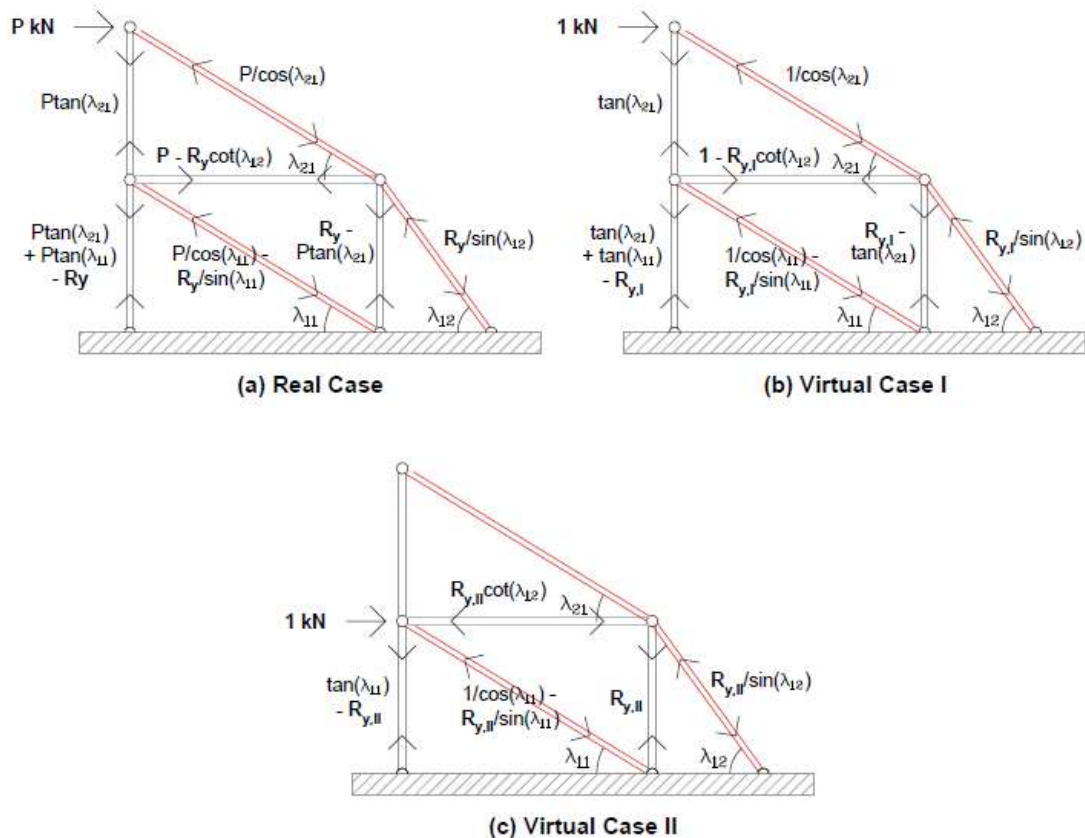 P kN
P/cos(λ21)
Ptan(λ21)
P - Rycot(λ12)
λ21
Ptan(λ21)
+ Ptan(λ11)
- Ry
P/cos(λ11) -
Ry/sin(λ11)
Ry -
Ptan(λ21)
Ry/sin(λ12)
λ11
λ12
(a) Real Case
1 kN
1/cos(λ21)
tan(λ21)
1 - Ry,Icot(λ12)
λ21
tan(λ21)
+ tan(λ11)
- Ry,I
1/cos(λ11) -
Ry,I/sin(λ11)
Ry,I -
tan(λ21)
Ry,I/sin(λ12)
λ11
λ12
(b) Virtual Case I
Ry,IIcot(λ12)
λ21
1 kN
tan(λ11)
- Ry,II
1/cos(λ11) -
Ry,II/sin(λ11)
Ry,II
Ry,II/sin(λ12)
λ11
λ12
(c) Virtual Case II